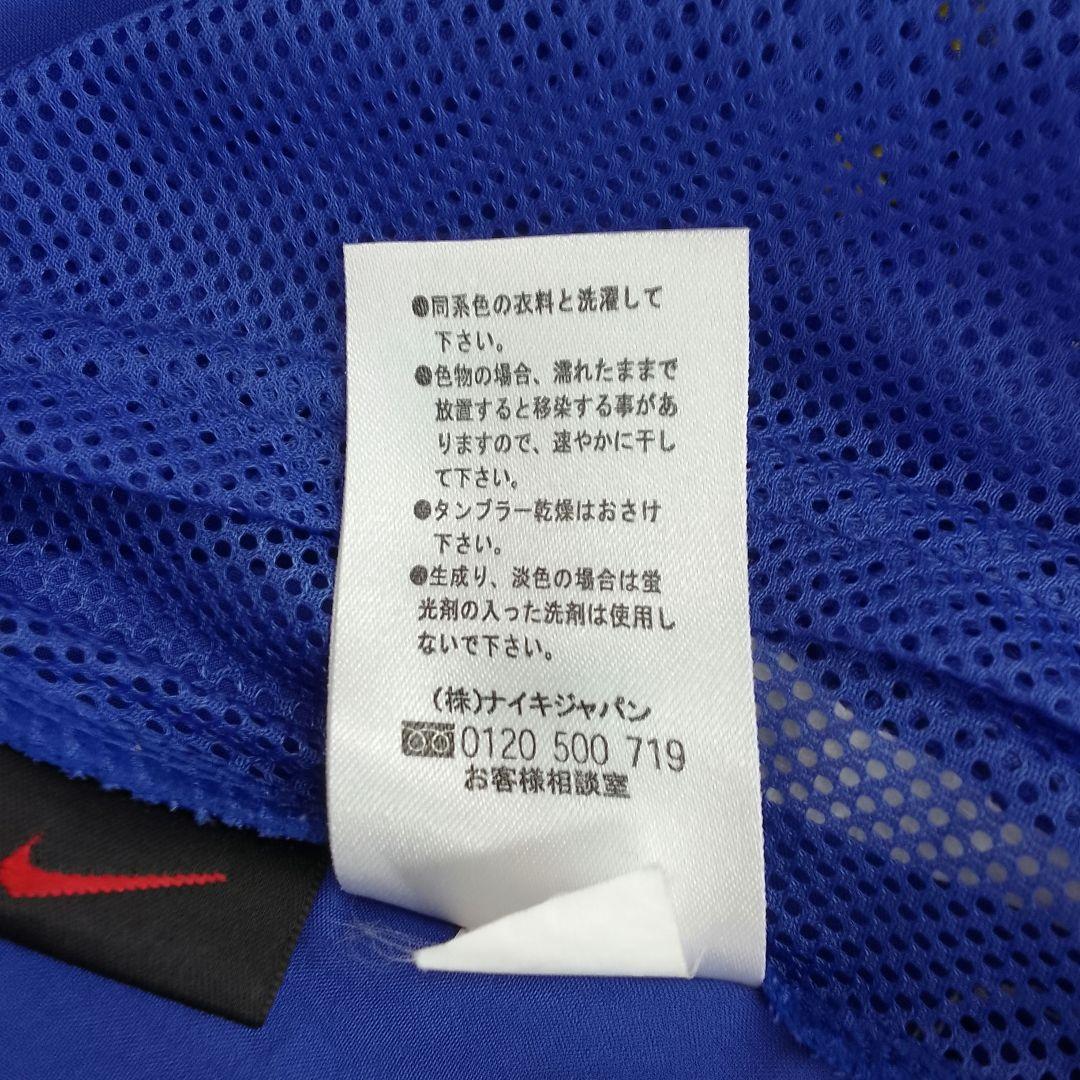 ●同系色の衣料と洗濯して
下さい。
●色物の場合、濡れたままで
放置すると移染する事があ
りますので、速やかに干し
て下さい。
●タンブラー乾燥はおさけ
下さい。
●生成り、淡色の場合は蛍
光剤の入った洗剤は使用し
ないで下さい。
(株)ナイキジャパン
0120 500 719
お客様相談室